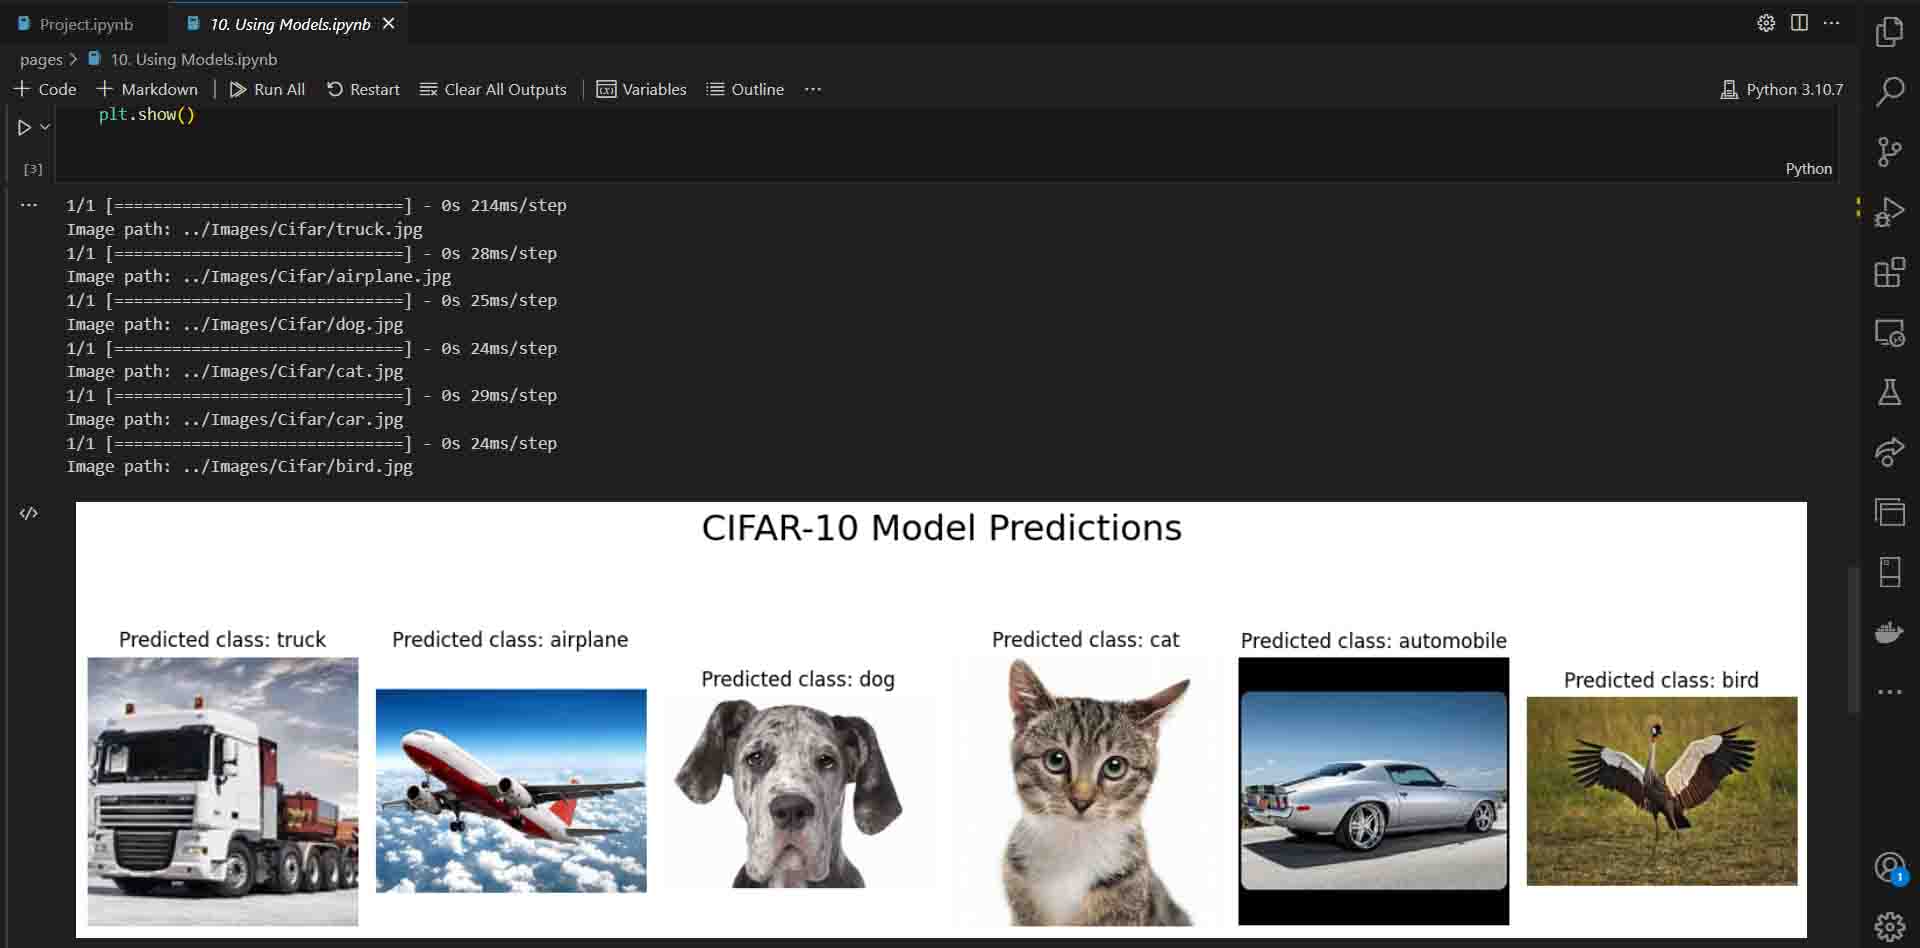 Project.ipynb
10. Using Models.ipynb
pages > 10. Using Models.ipynb
+ Code + Markdown | Run All Restart Clear All Outputs | Variables Outline ...
Python 3.10.7
plt.show()
[3]
Python
1/1 [==============================] - 0s 214ms/step
Image path: ../Images/Cifar/truck.jpg
1/1 [==============================] - 0s 28ms/step
Image path: ../Images/Cifar/airplane.jpg
1/1 [==============================] - 0s 25ms/step
Image path: ../Images/Cifar/dog.jpg
1/1 [==============================] - 0s 24ms/step
Image path: ../Images/Cifar/cat.jpg
1/1 [==============================] - 0s 29ms/step
Image path: ../Images/Cifar/car.jpg
1/1 [==============================] - 0s 24ms/step
Image path: ../Images/Cifar/bird.jpg
CIFAR-10 Model Predictions
Predicted class: truck
Predicted class: airplane
Predicted class: dog
Predicted class: cat
Predicted class: automobile
Predicted class: bird
1